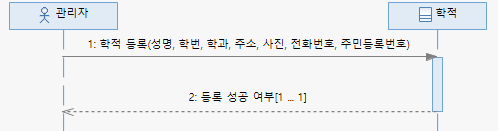 관리자
학적
1: 학적 등록(성명, 학번, 학과, 주소, 사진, 전화번호, 주민등록번호)
2: 등록 성공 여부[1 ... 1]